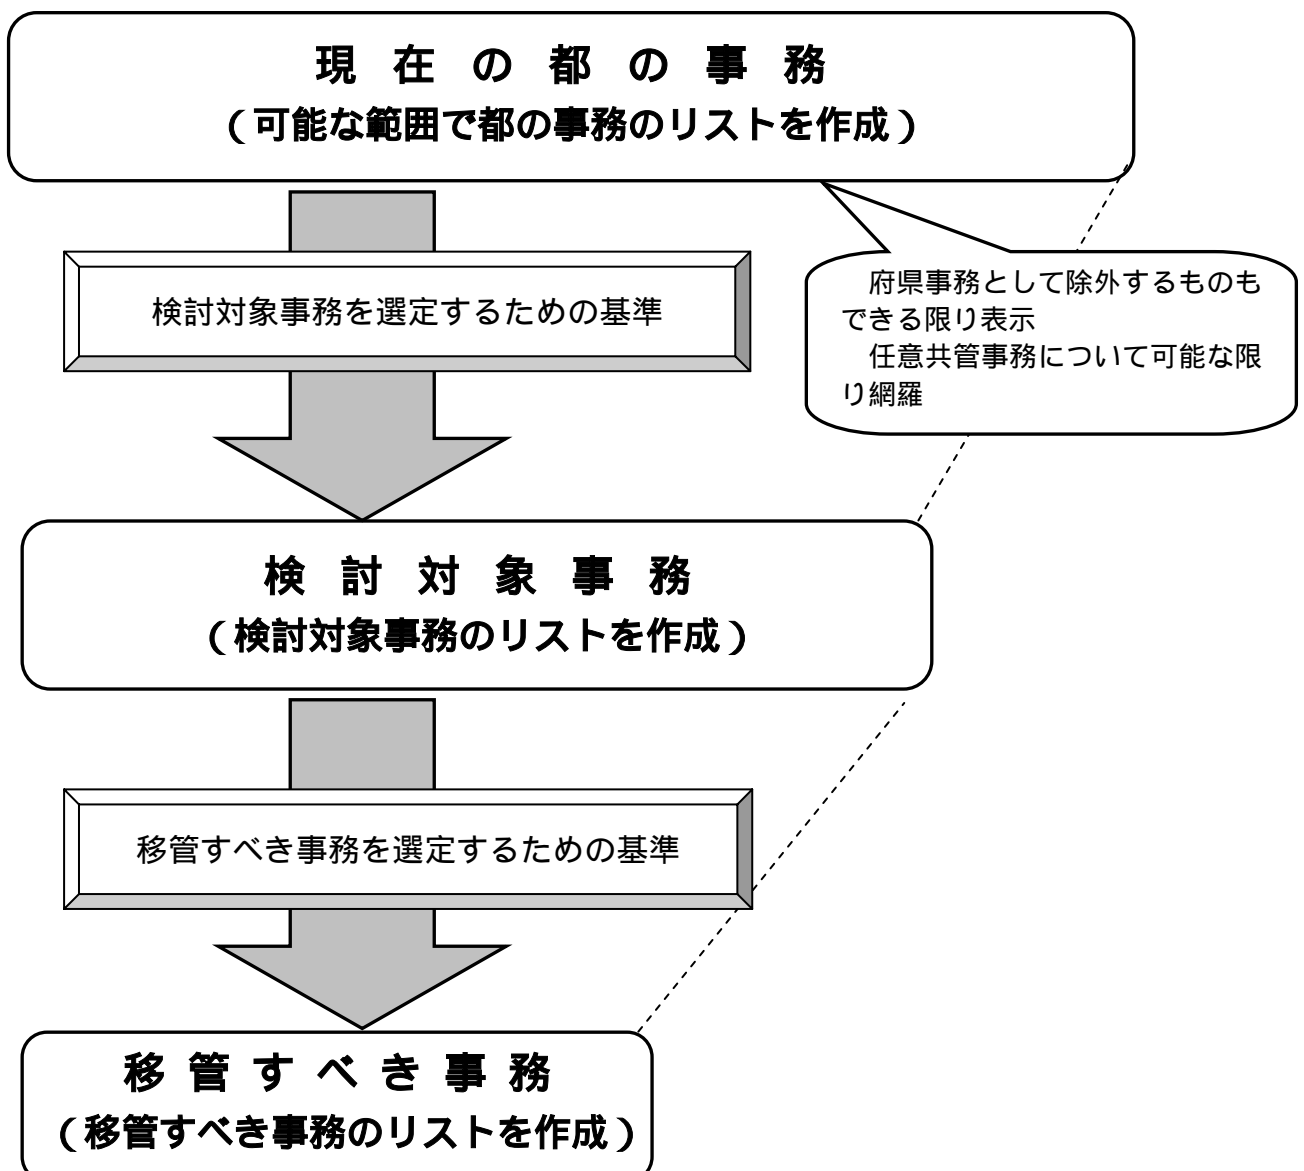 現在の都の事務
（可能な範囲で都の事務のリストを作成）
検討対象事務を選定するための基準
府県事務として除外するものも
できる限り表示
任意共管事務について可能な限
り網羅
検討対象事務
（検討対象事務のリストを作成）
移管すべき事務を選定するための基準
移管すべき事務
（移管すべき事務のリストを作成）